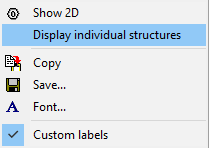 Show 2D
Display individual structures
Copy
Save...
Font...
Custom labels